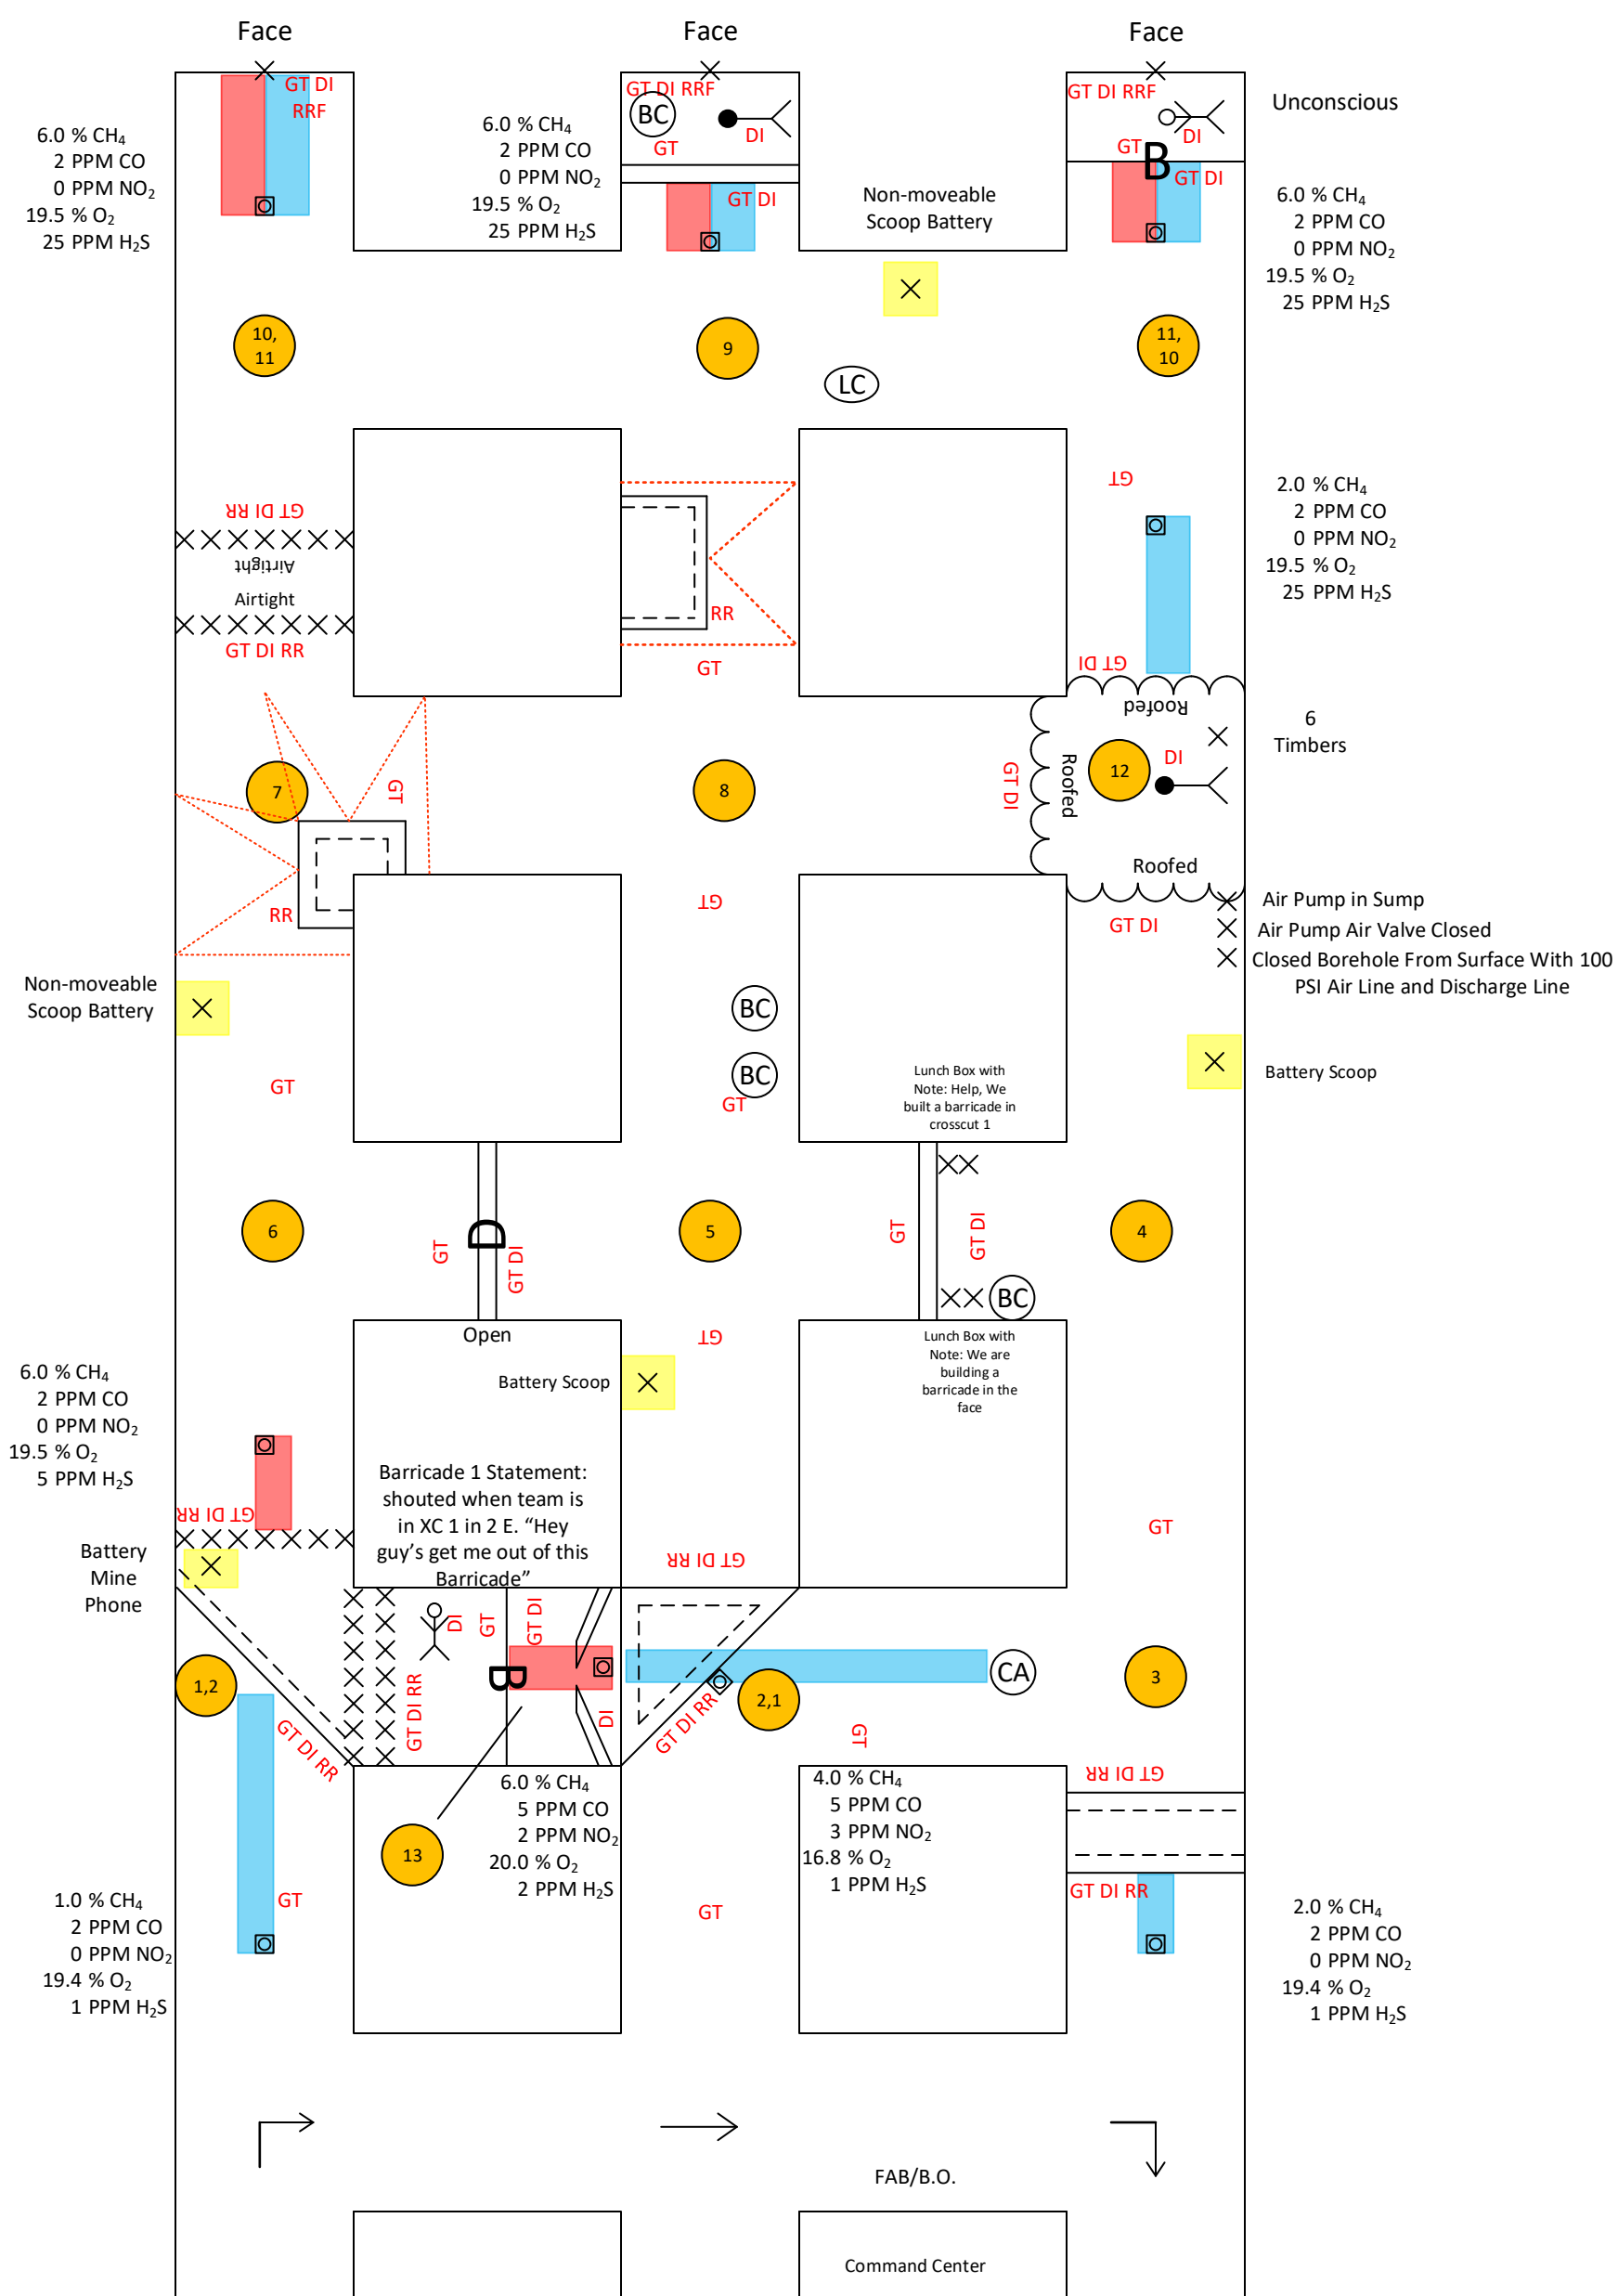 Face
Face
Face
GT DI
RRF
GT DI RRF
BC
DI
GT
GT DI RRF
DI
GT
B
GT DI
Unconscious
6.0 % CH₄
2 PPM CO
0 PPM NO₂
19.5 % O₂
25 PPM H₂S
6.0 % CH₄
2 PPM CO
0 PPM NO₂
19.5 % O₂
25 PPM H₂S
GT DI
Non-moveable
Scoop Battery
6.0 % CH₄
2 PPM CO
0 PPM NO₂
19.5 % O₂
25 PPM H₂S
10,
11
9
11,
10
LC
GT
2.0 % CH₄
2 PPM CO
0 PPM NO₂
19.5 % O₂
25 PPM H₂S
GT DI RR
Airtight
Airtight
GT DI RR
RR
GT
GT DI
Roofed
6
Timbers
7
GT
8
GT DI
Roofed
12
DI
Roofed
RR
GT
GT DI
Air Pump in Sump
Air Pump Air Valve Closed
Closed Borehole From Surface With 100
PSI Air Line and Discharge Line
Non-moveable
Scoop Battery
BC
BC
GT
GT
Battery Scoop
Lunch Box with
Note: Help, We
built a barricade in
crosscut 1
6
GT
D
GT DI
5
GT
GT DI
4
BC
Open
GT
Lunch Box with
Note: We are
building a
barricade in the
face
Battery Scoop
6.0 % CH₄
2 PPM CO
0 PPM NO₂
19.5 % O₂
5 PPM H₂S
Barricade 1 Statement:
shouted when team is
in XC 1 in 2 E. “Hey
guy’s get me out of this
Barricade”
GT DI RR
GT DI RR
GT
Battery
Mine
Phone
DI
GT
GT DI
GT DI RR
B
DI
1,2
GT DI RR
GT DI RR
2,1
CA
3
GT
GT DI RR
6.0 % CH₄
5 PPM CO
2 PPM NO₂
20.0 % O₂
2 PPM H₂S
13
4.0 % CH₄
5 PPM CO
3 PPM NO₂
16.8 % O₂
1 PPM H₂S
GT DI RR
GT
GT
1.0 % CH₄
2 PPM CO
0 PPM NO₂
19.4 % O₂
1 PPM H₂S
2.0 % CH₄
2 PPM CO
0 PPM NO₂
19.4 % O₂
1 PPM H₂S
FAB/B.O.
Command Center